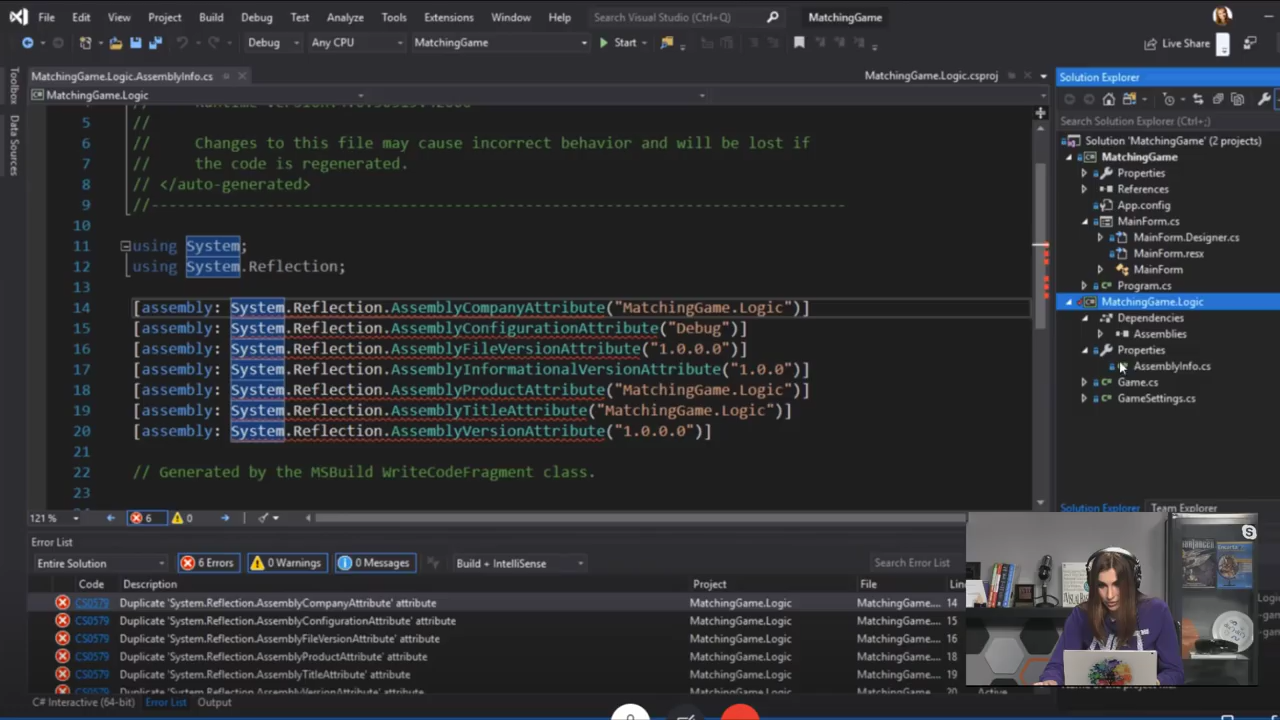 File Edit View Project Build Debug Test Analyze Tools Extensions Window Help Search Visual Studio (Ctrl+Q) MatchingGame
Debug Any CPU MatchingGame Start Live Share
MatchingGame.Logic.AssemblyInfo.cs MatchingGame.Logic.csproj
MatchingGame.Logic
Toolbox
Data Sources
5 //
6 // Changes to this file may cause incorrect behavior and will be lost if
7 // the code is regenerated.
8 // </auto-generated>
9 //------------------------------------------------------------------------------
10
11 using System;
12 using System.Reflection;
13
14 [assembly: System.Reflection.AssemblyCompanyAttribute("MatchingGame.Logic")]
15 [assembly: System.Reflection.AssemblyConfigurationAttribute("Debug")]
16 [assembly: System.Reflection.AssemblyFileVersionAttribute("1.0.0.0")]
17 [assembly: System.Reflection.AssemblyInformationalVersionAttribute("1.0.0")]
18 [assembly: System.Reflection.AssemblyProductAttribute("MatchingGame.Logic")]
19 [assembly: System.Reflection.AssemblyTitleAttribute("MatchingGame.Logic")]
20 [assembly: System.Reflection.AssemblyVersionAttribute("1.0.0.0")]
21
22 // Generated by the MSBuild WriteCodeFragment class.
23
121 % 6 0
Solution Explorer
Search Solution Explorer (Ctrl+;)
Solution 'MatchingGame' (2 projects)
MatchingGame
Properties
References
App.config
MainForm.cs
MainForm.Designer.cs
MainForm.resx
MainForm
Program.cs
MatchingGame.Logic
Dependencies
Assemblies
Properties
AssemblyInfo.cs
Game.cs
GameSettings.cs
Solution Explorer Team Explorer
Error List
Entire Solution 6 Errors 0 Warnings 0 Messages Build + IntelliSense Search Error List
Code Description Project File
CS0579 Duplicate 'System.Reflection.AssemblyCompanyAttribute' attribute MatchingGame.Logic MatchingGame.... 14
CS0579 Duplicate 'System.Reflection.AssemblyConfigurationAttribute' attribute MatchingGame.Logic MatchingGame.... 15
CS0579 Duplicate 'System.Reflection.AssemblyFileVersionAttribute' attribute MatchingGame.Logic MatchingGame.... 16
CS0579 Duplicate 'System.Reflection.AssemblyProductAttribute' attribute MatchingGame.Logic MatchingGame.... 18
CS0579 Duplicate 'System.Reflection.AssemblyTitleAttribute' attribute MatchingGame.Logic MatchingGame.... 19
CS0579 Duplicate 'System.Reflection.AssemblyVersionAttribute' attribute MatchingGame.Logic MatchingGame.... 20 Active
C# Interactive (64-bit) Error List Output